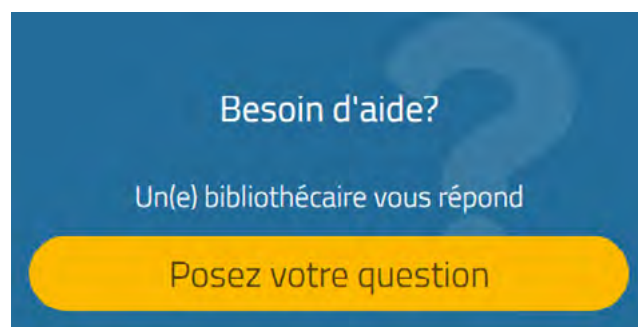 Besoin d'aide?
Un(e) bibliothécaire vous répond
Posez votre question